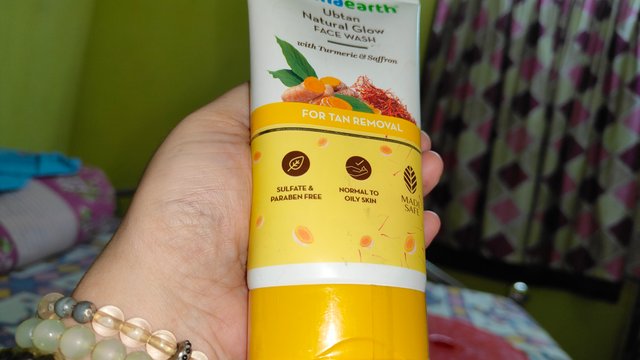 earth
Ubtan
Natural Glow
FACE WASH
with Turmeric & Saffron
FOR TAN REMOVAL
SULFATE &
PARABEN FREE
NORMAL TO
OILY SKIN
MADE
SAFE